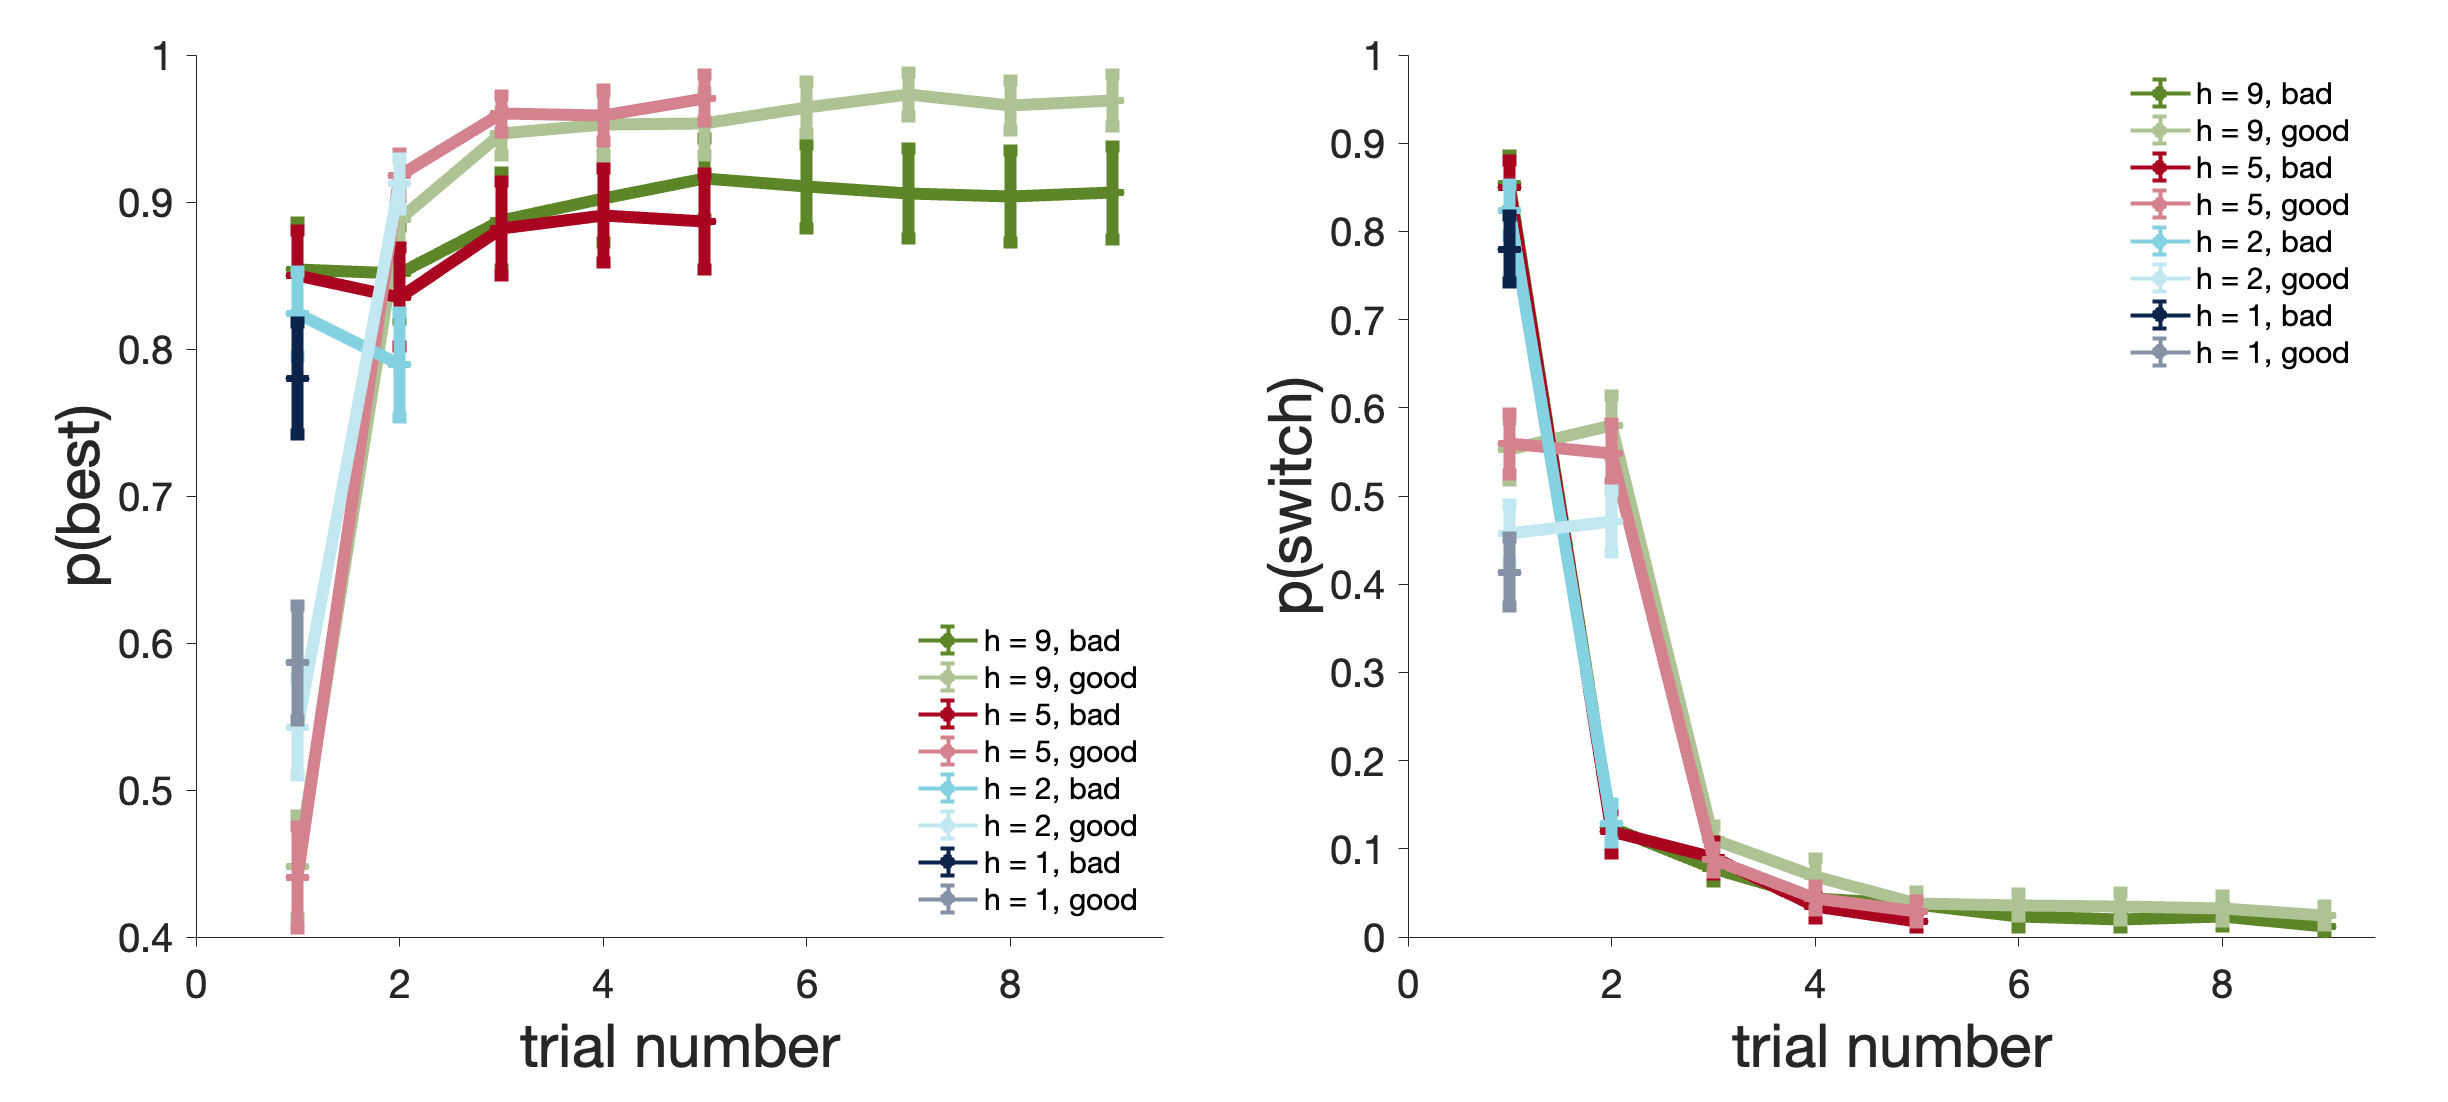 1
0.9
0.8
0.7
0.6
0.5
0.4
p(best)
0
2
4
6
8
trial number
h = 9, bad
h = 9, good
h = 5, bad
h = 5, good
h = 2, bad
h = 2, good
h = 1, bad
h = 1, good
1
0.9
0.8
0.7
0.6
0.5
0.4
0.3
0.2
0.1
0
p(switch)
0
2
4
6
8
trial number
h = 9, bad
h = 9, good
h = 5, bad
h = 5, good
h = 2, bad
h = 2, good
h = 1, bad
h = 1, good